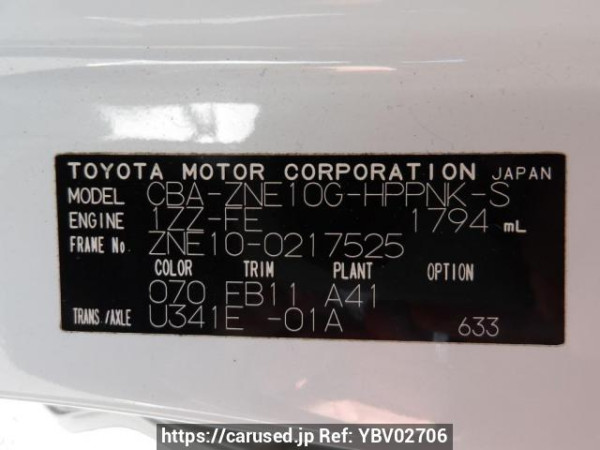 TOYOTA MOTOR CORPORATION JAPAN
MODEL CBA-ZNE10G-HPPNK-S
ENGINE 1ZZ-FE 1794 mL
FRAME No. ZNE10-0217525
COLOR TRIM PLANT OPTION
070 FB11 A41
TRANS./AXLE U341E -01A 633
https://carused.jp Ref: YBV02706